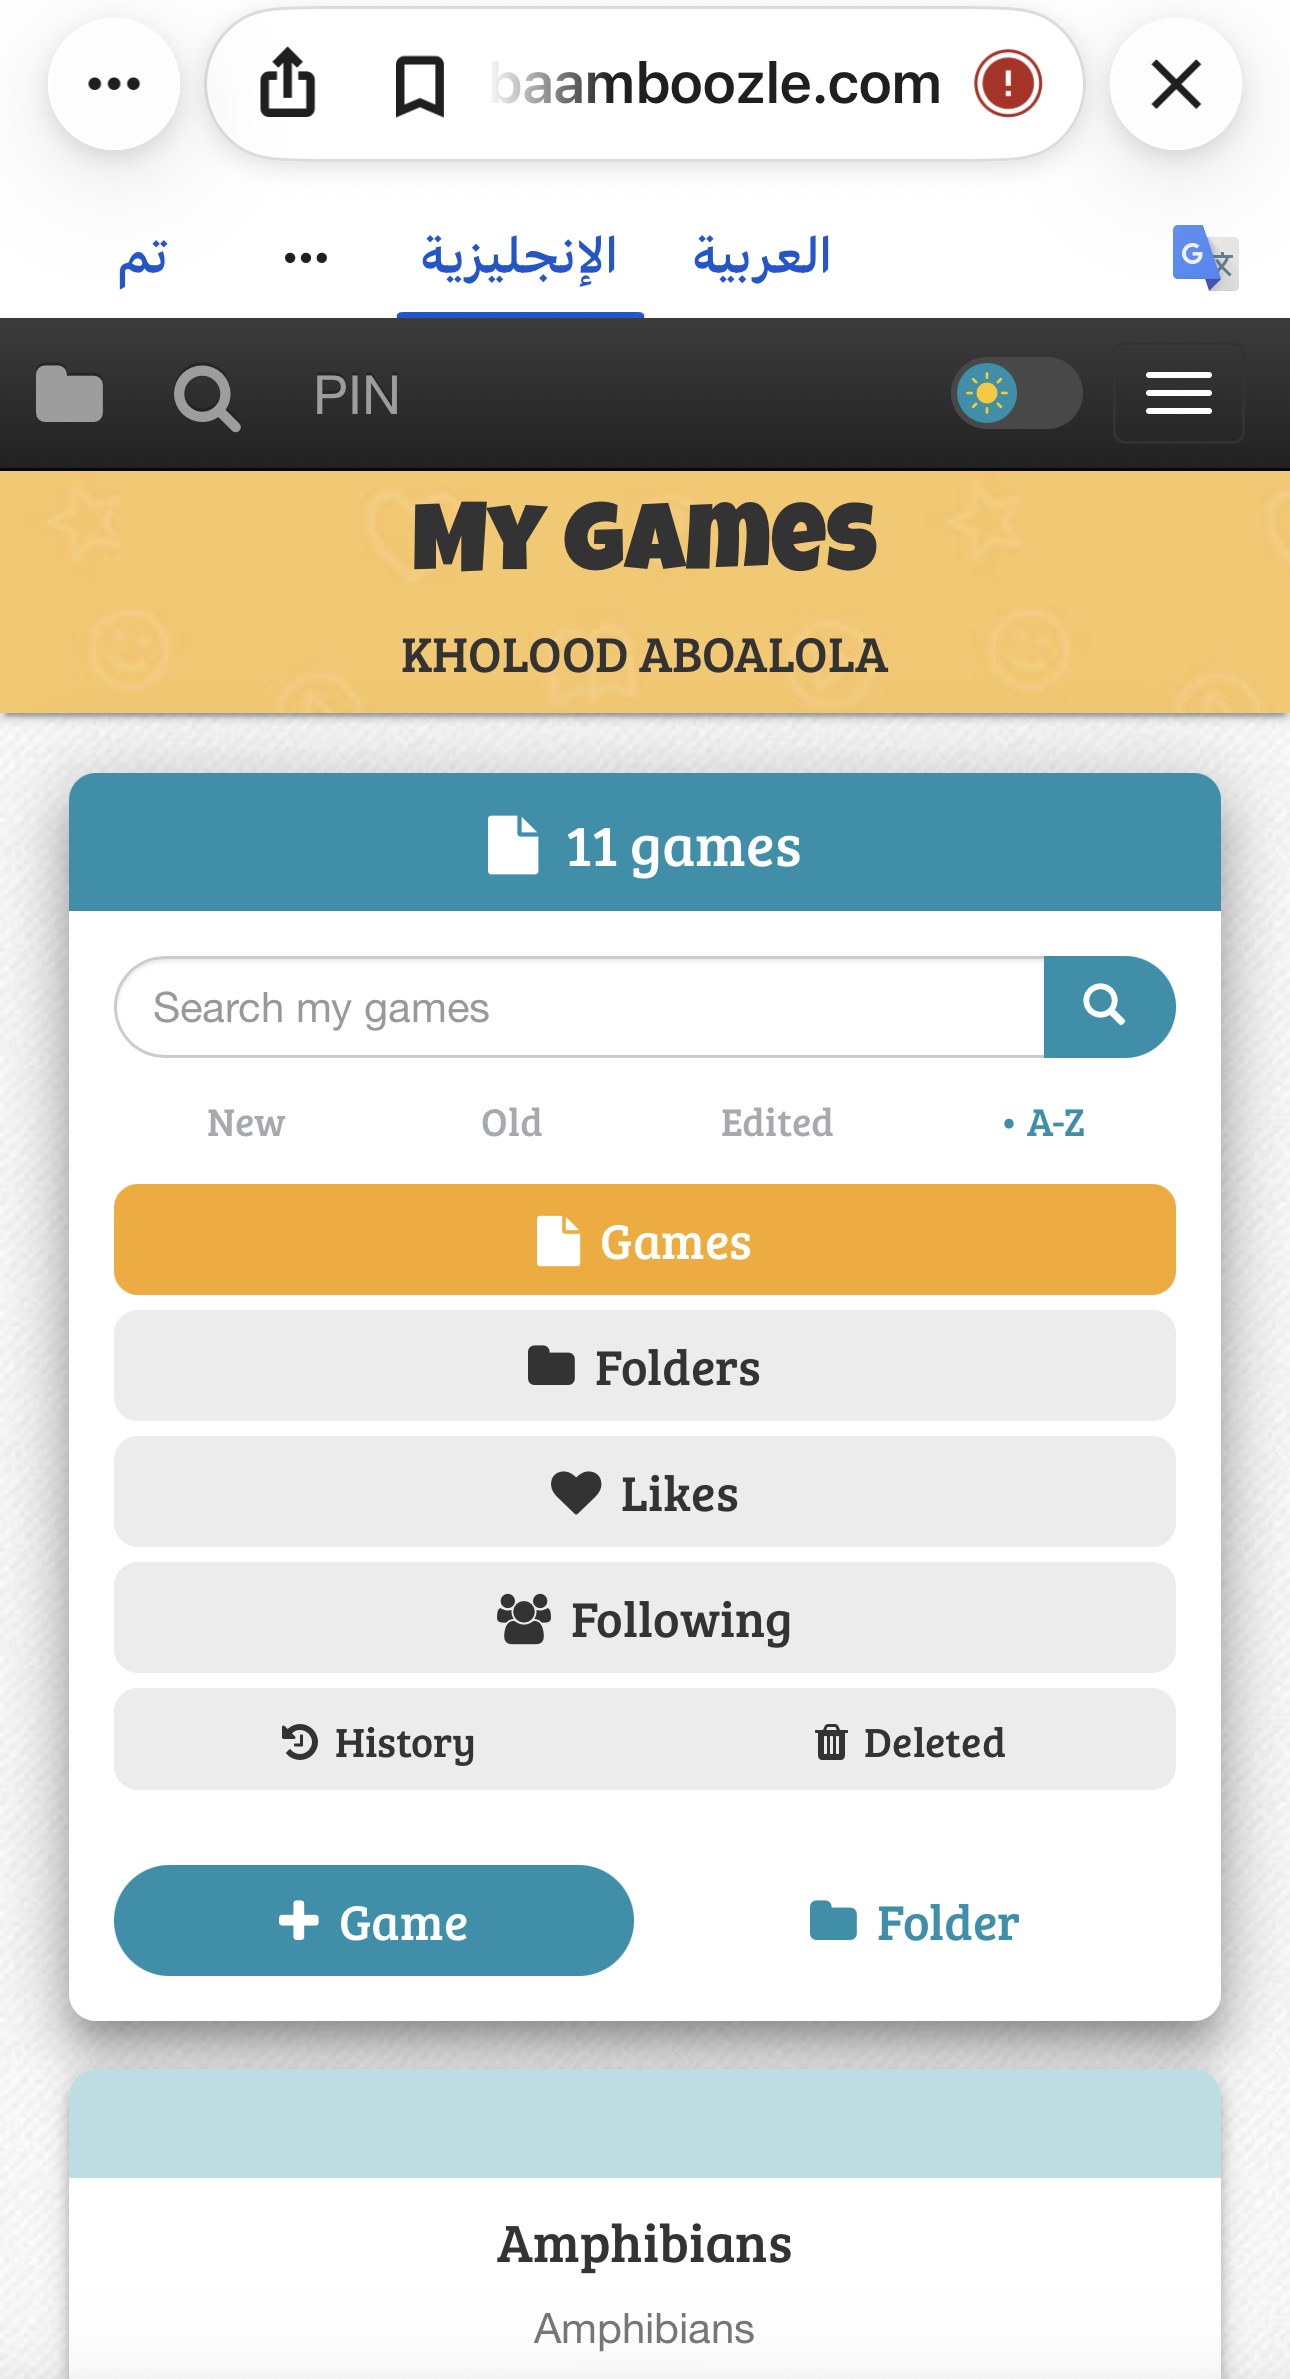 baamboozle.com
العربية
الإنجليزية
تم
PIN
MY GAMES
KHOLOOD ABOALOLA
11 games
Search my games
New Old Edited • A-Z
Games
Folders
Likes
Following
History Deleted
Game Folder
Amphibians
Amphibians